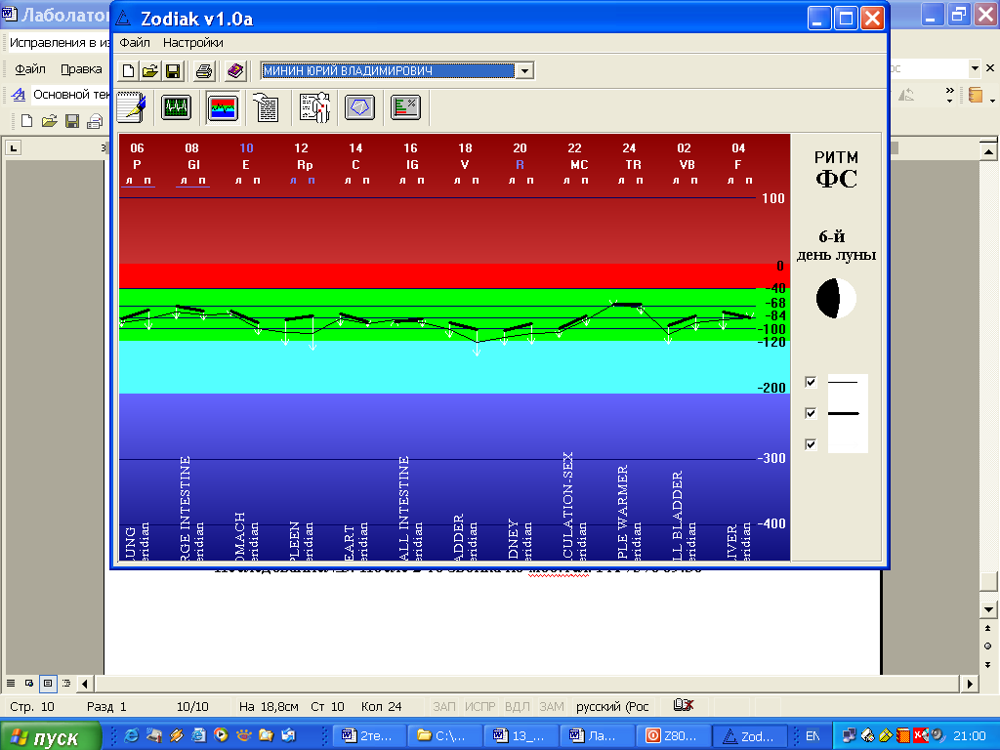 Лаболато
Zodiak v1.0a
Исправления в из
Файл Настройки
Файл Правка
МИНИН ЮРИЙ ВЛАДИМИРОВИЧ
Основной тек
06 08 10 12 14 16 18 20 22 24 02 04
P GI E Rp C IG V R MC TR VB F
л п л п л п л п л п л п л п л п л п л п л п л п
РИТМ
ФС
6-й
день луны
100
0
-40
-68
-84
-100
-120
-200
-300
-400
UNG
eridian
RGE INTESTINE
eridian
OMACH
eridian
PLEEN
eridian
EART
eridian
ALL INTESTINE
eridian
ADDER
eridian
DNEY
eridian
CULATION-SEX
eridian
PLE WARMER
eridian
LL BLADDER
eridian
IVER
eridian
Стр. 10 Разд 1 10/10 На 18,8см Ст 10 Кол 24 ЗАП ИСПР ВДЛ ЗАМ русский (Рос
пуск 2те... C:\... 13_... Ла... Z80... Zod... EN 21:00